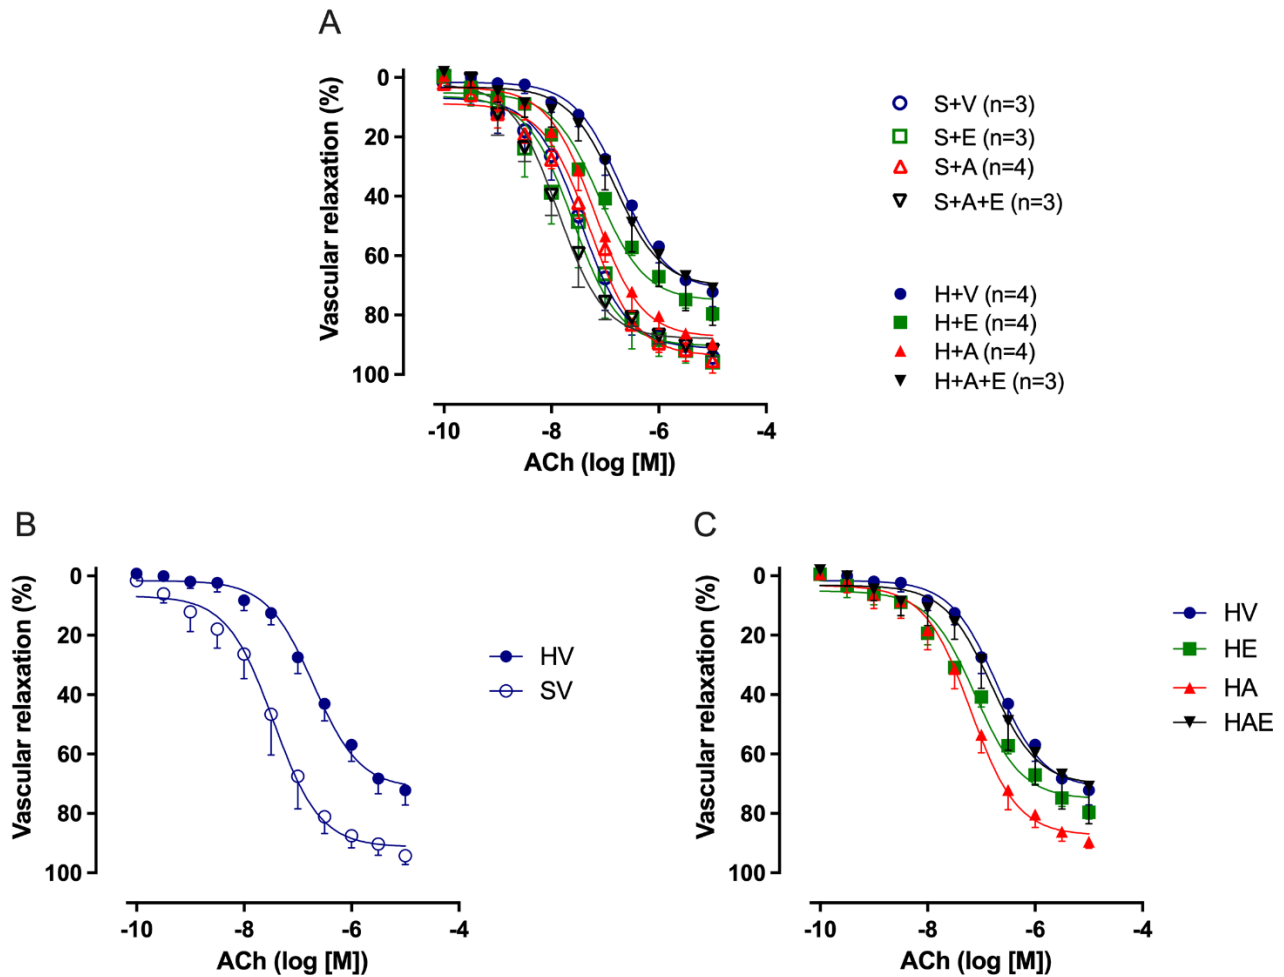 A
Vascular relaxation (%)
0
20
40
60
80
100
-10
-8
-6
-4
ACh (log [M])
S+V (n=3)
S+E (n=3)
S+A (n=4)
S+A+E (n=3)
H+V (n=4)
H+E (n=4)
H+A (n=4)
H+A+E (n=3)
B
Vascular relaxation (%)
0
20
40
60
80
100
-10
-8
-6
-4
ACh (log [M])
HV
SV
C
Vascular relaxation (%)
0
20
40
60
80
100
-10
-8
-6
-4
ACh (log [M])
HV
HE
HA
HAE